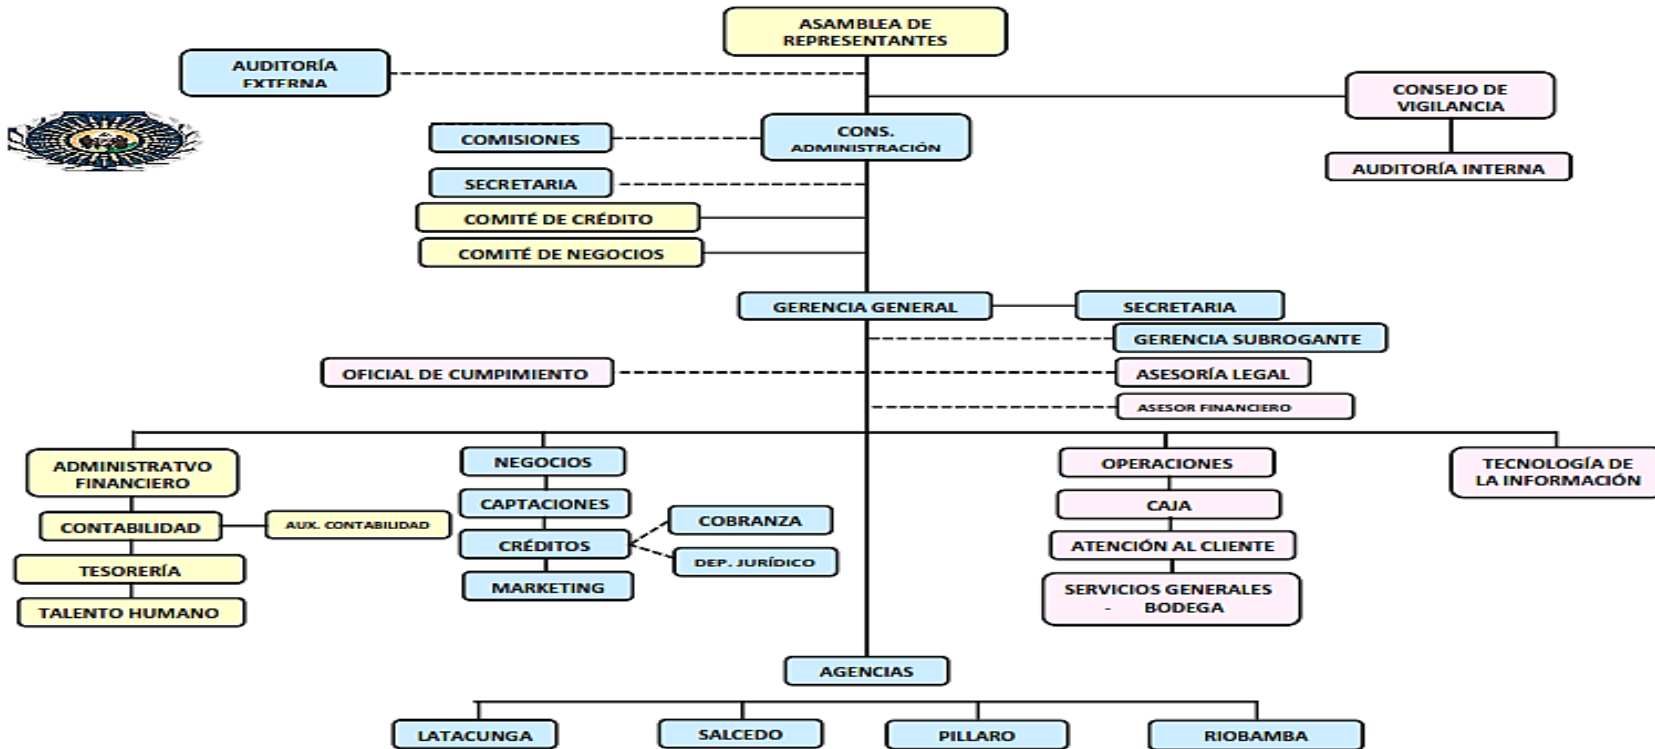 ASAMBLEA DE
REPRESENTANTES
AUDITORÍA
EXTERNA
CONSEJO DE
VIGILANCIA
COMISIONES
CONS.
ADMINISTRACIÓN
AUDITORÍA INTERNA
SECRETARIA
COMITÉ DE CRÉDITO
COMITÉ DE NEGOCIOS
GERENCIA GENERAL
SECRETARIA
GERENCIA SUBROGANTE
OFICIAL DE CUMPIMIENTO
ASESORÍA LEGAL
ASESOR FINANCIERO
ADMINISTRATVO
FINANCIERO
CONTABILIDAD
AUX. CONTABILIDAD
TESORERÍA
TALENTO HUMANO
NEGOCIOS
CAPTACIONES
CRÉDITOS
COBRANZA
DEP. JURÍDICO
MARKETING
OPERACIONES
CAJA
ATENCIÓN AL CLIENTE
SERVICIOS GENERALES
- BODEGA
TECNOLOGÍA DE
LA INFORMACIÓN
AGENCIAS
LATACUNGA
SALCEDO
PILLARO
RIOBAMBA